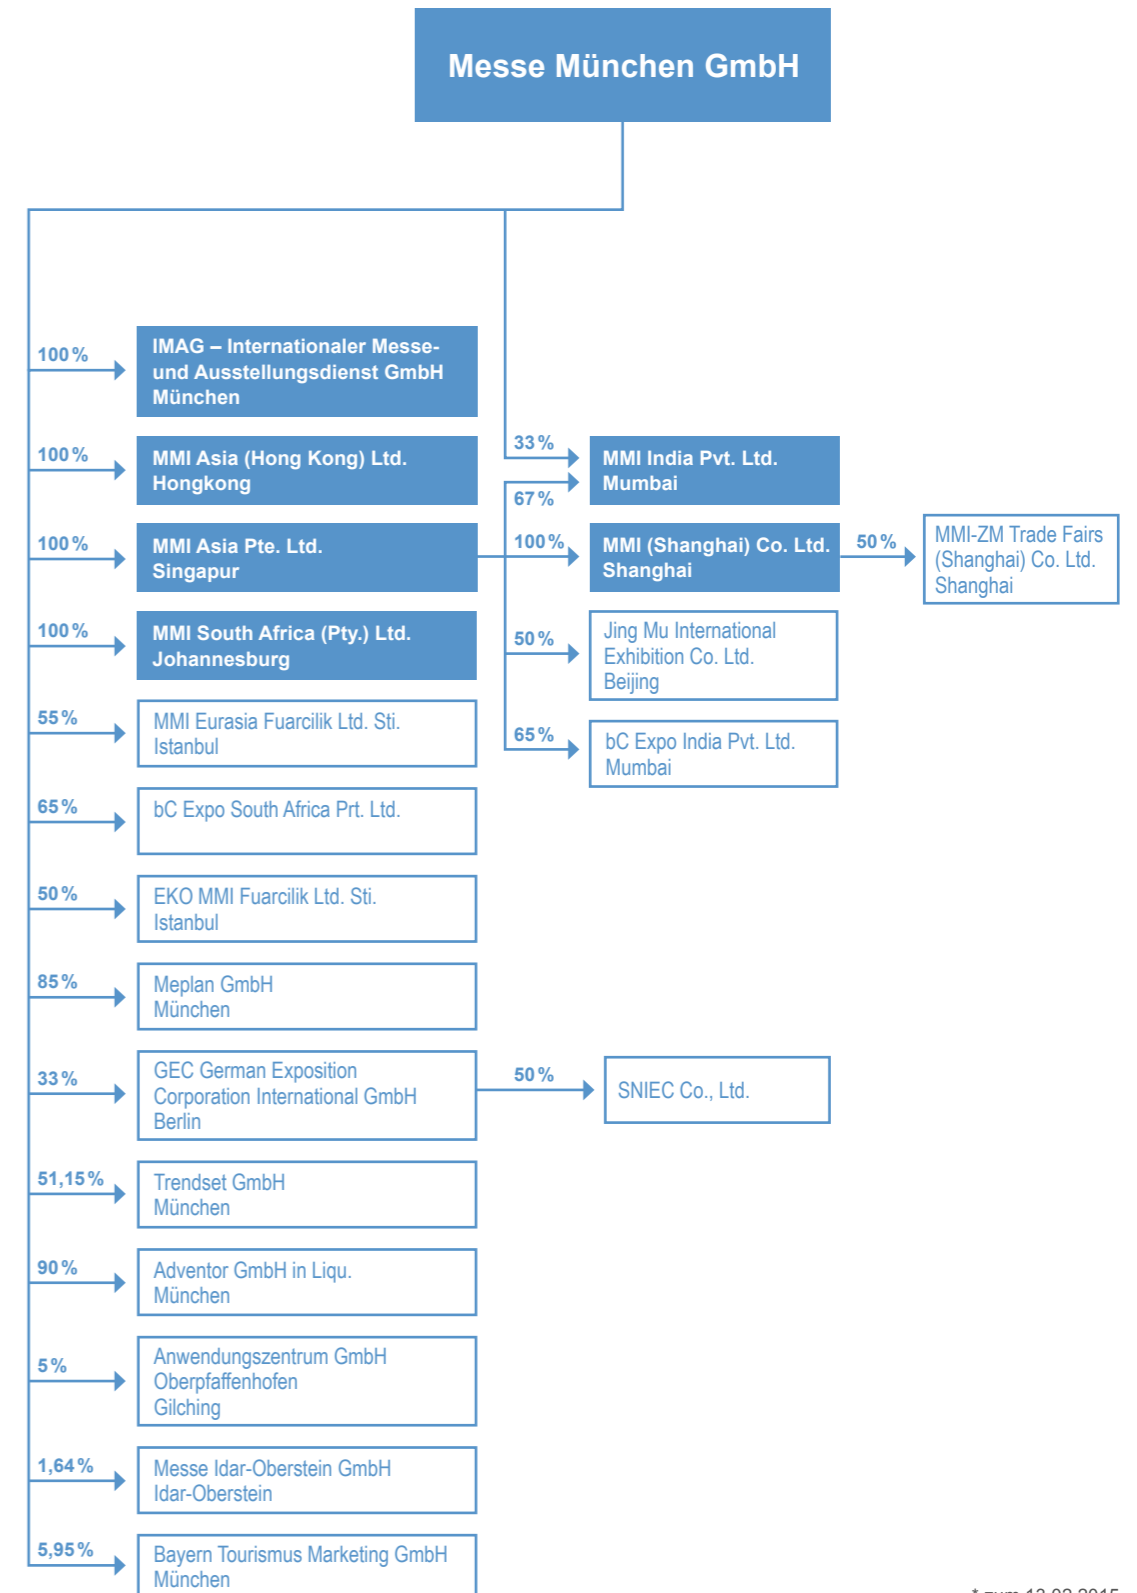 Messe München GmbH
100 %
IMAG – Internationaler Messe-
und Ausstellungsdienst GmbH
München
100 %
MMI Asia (Hong Kong) Ltd.
Hongkong
33 %
MMI India Pvt. Ltd.
Mumbai
67 %
100 %
MMI Asia Pte. Ltd.
Singapur
100 %
MMI (Shanghai) Co. Ltd.
Shanghai
50 %
MMI-ZM Trade Fairs
(Shanghai) Co. Ltd.
Shanghai
100 %
MMI South Africa (Pty.) Ltd.
Johannesburg
50 %
Jing Mu International
Exhibition Co. Ltd.
Beijing
55 %
MMI Eurasia Fuarcilik Ltd. Sti.
Istanbul
65 %
bC Expo India Pvt. Ltd.
Mumbai
65 %
bC Expo South Africa Prt. Ltd.
50 %
EKO MMI Fuarcilik Ltd. Sti.
Istanbul
85 %
Meplan GmbH
München
33 %
GEC German Exposition
Corporation International GmbH
Berlin
50 %
SNIEC Co., Ltd.
51,15 %
Trendset GmbH
München
90 %
Adventor GmbH in Liqu.
München
5 %
Anwendungszentrum GmbH
Oberpfaffenhofen
Gilching
1,64 %
Messe Idar-Oberstein GmbH
Idar-Oberstein
5,95 %
Bayern Tourismus Marketing GmbH
München
* zum 13.02.2015